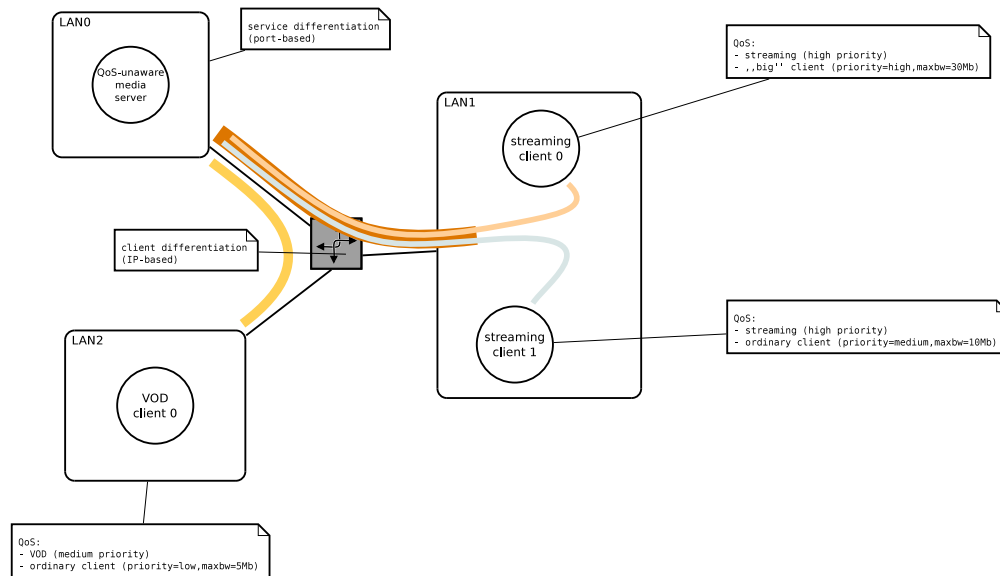 LAN0
QoS-unaware
media
server
service differentiation
(port-based)
QoS:
- streaming (high priority)
- ,,big'' client (priority=high,maxbw=30Mb)
LAN1
streaming
client 0
client differentiation
(IP-based)
QoS:
- streaming (high priority)
- ordinary client (priority=medium,maxbw=10Mb)
streaming
client 1
LAN2
VOD
client 0
QoS:
- VOD (medium priority)
- ordinary client (priority=low,maxbw=5Mb)